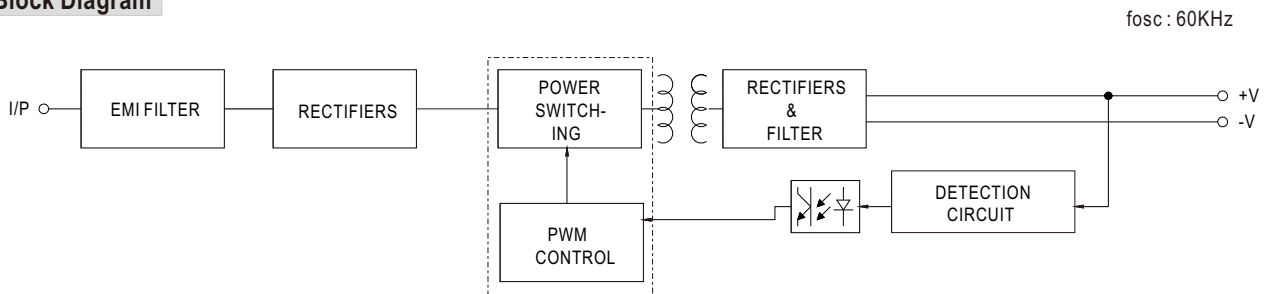 Block Diagram
fosc : 60KHz
I/P
EMI FILTER
RECTIFIERS
POWER
SWITCH-
ING
RECTIFIERS
&
FILTER
+V
-V
DETECTION
CIRCUIT
PWM
CONTROL